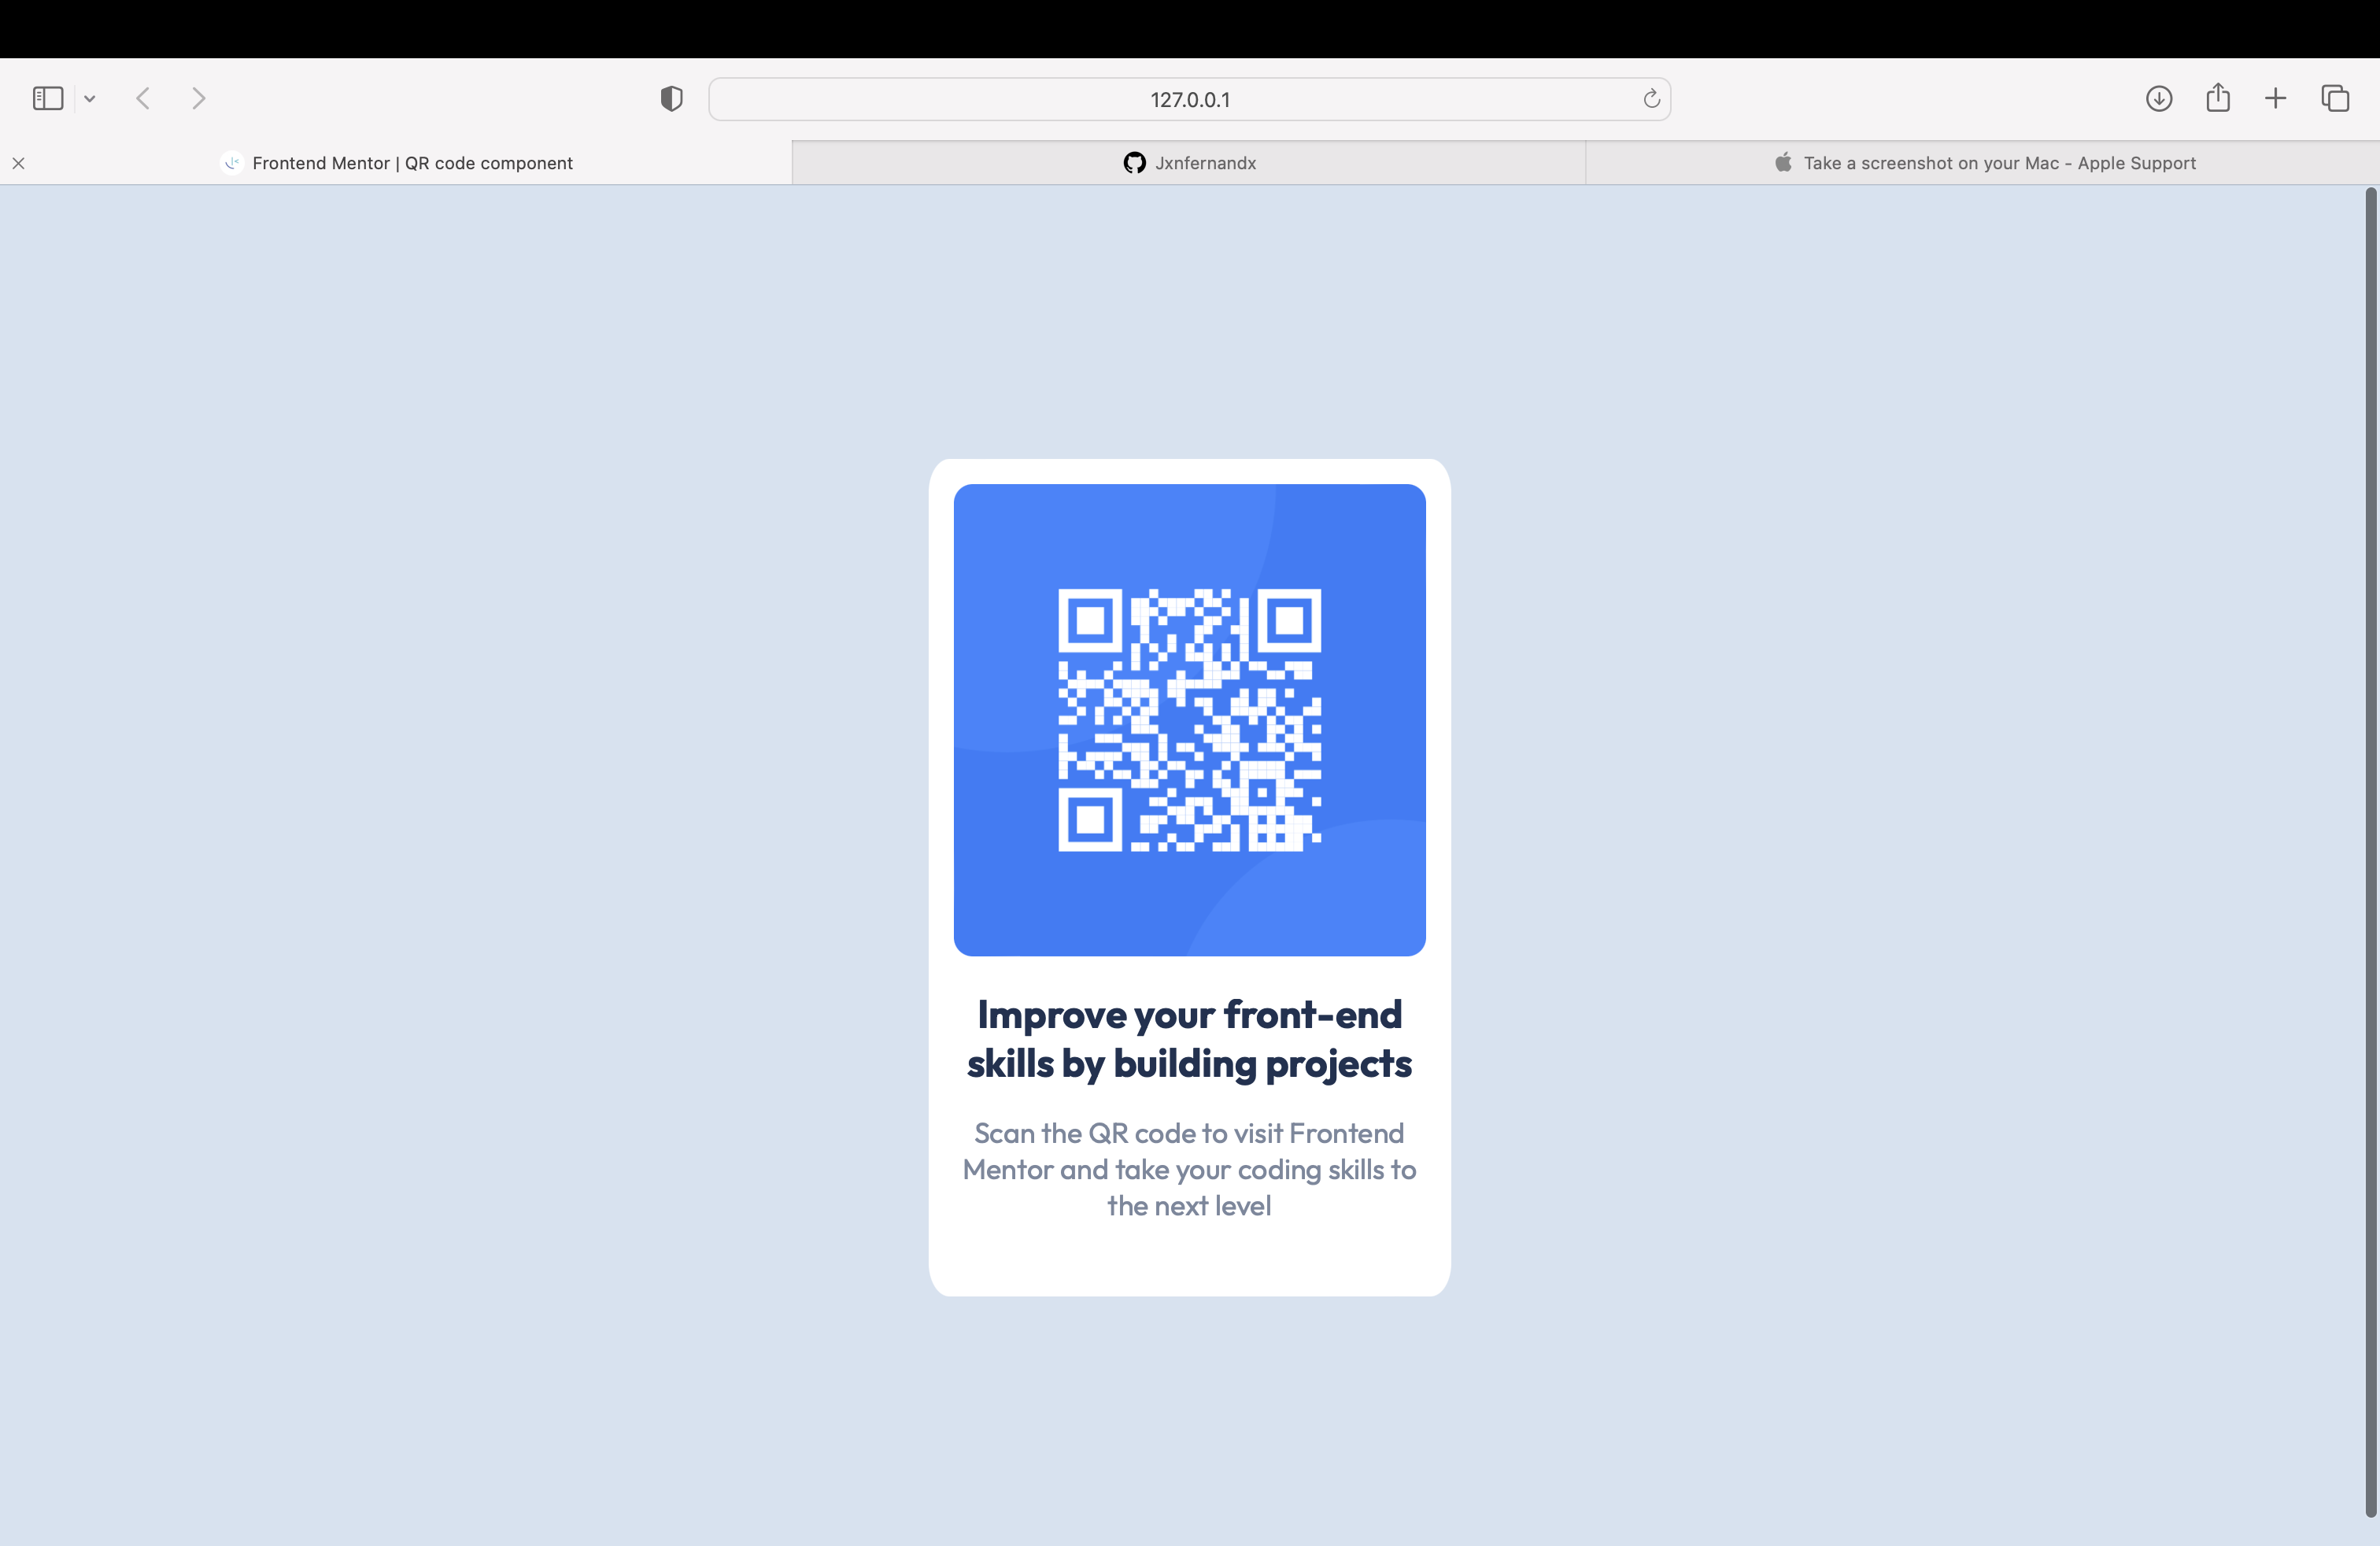 127.0.0.1
Frontend Mentor | QR code component
Jxnfernandx
Take a screenshot on your Mac - Apple Support
Improve your front-end
skills by building projects
Scan the QR code to visit Frontend
Mentor and take your coding skills to
the next level